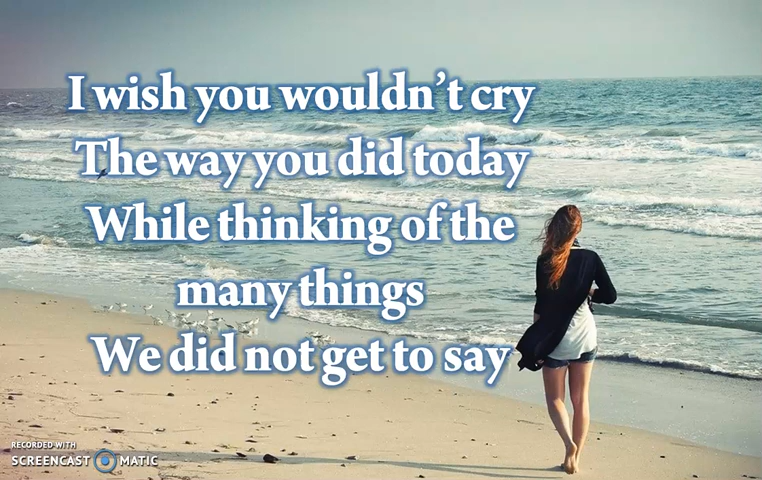 I wish you wouldn’t cry
The way you did today
While thinking of the
many things
We did not get to say
RECORDED WITH
SCREENCAST MATIC